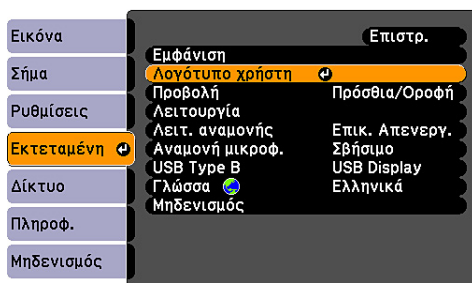 Εικόνα
Σήμα
Ρυθμίσεις
Εκτεταμένη
Δίκτυο
Πληροφ.
Μηδενισμός
Επιστρ.
Εμφάνιση
Λογότυπο χρήστη
Προβολή Πρόσθια/Οροφή
Λειτουργία
Λειτ. αναμονής Επικ. Απενεργ.
Αναμονή μικροφ. Σβήσιμο
USB Type B USB Display
Γλώσσα Ελληνικά
Μηδενισμός